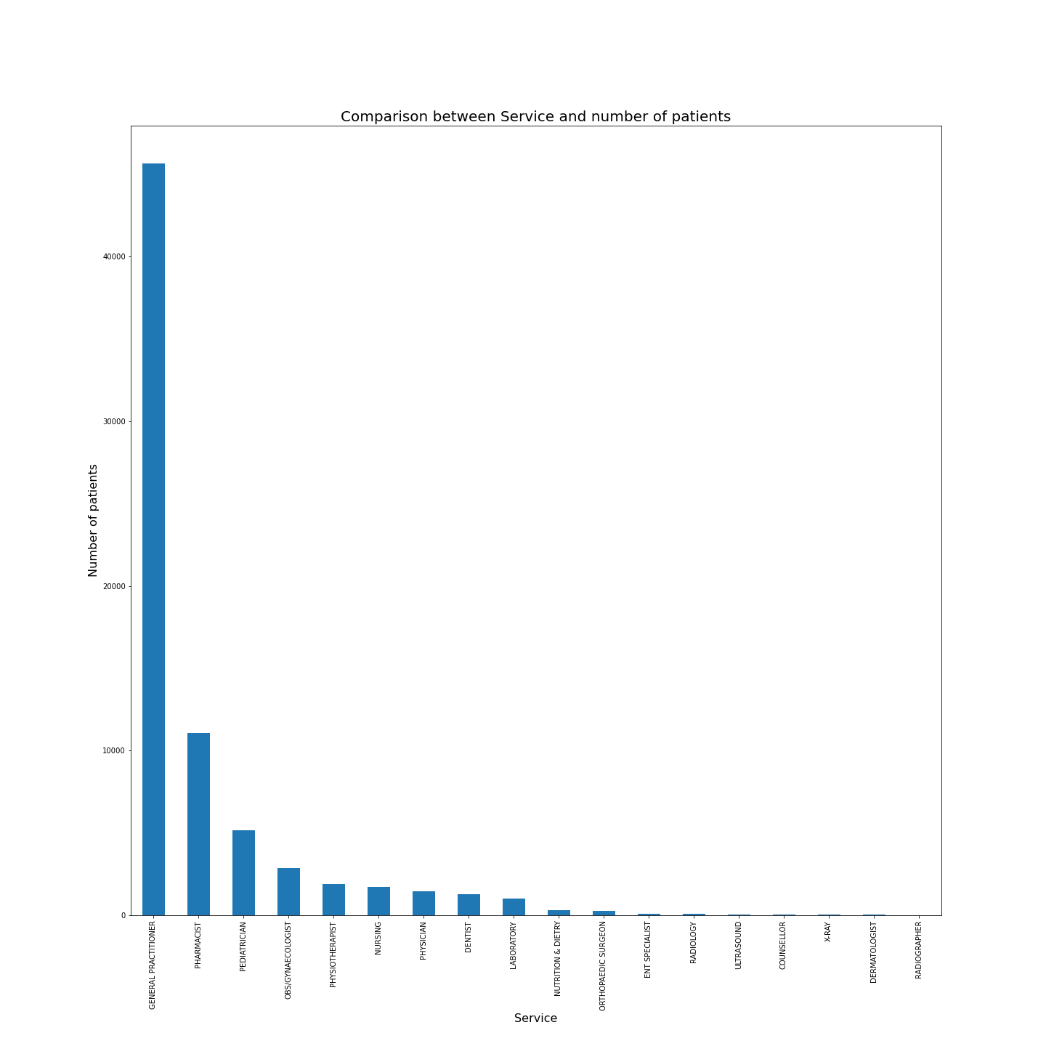 Comparison between Service and number of patients
Number of patients
40000
30000
20000
10000
0
GENERAL PRACTITIONER
PHARMACIST
PEDIATRICIAN
OBS/GYNAECOLOGIST
PHYSIOTHERAPIST
NURSING
PHYSICIAN
DENTIST
LABORATORY
NUTRITION & DIETRY
ORTHOPAEDIC SURGEON
ENT SPECIALIST
RADIOLOGY
ULTRASOUND
COUNSELLOR
X-RAY
DERMATOLOGIST
RADIOGRAPHER
Service